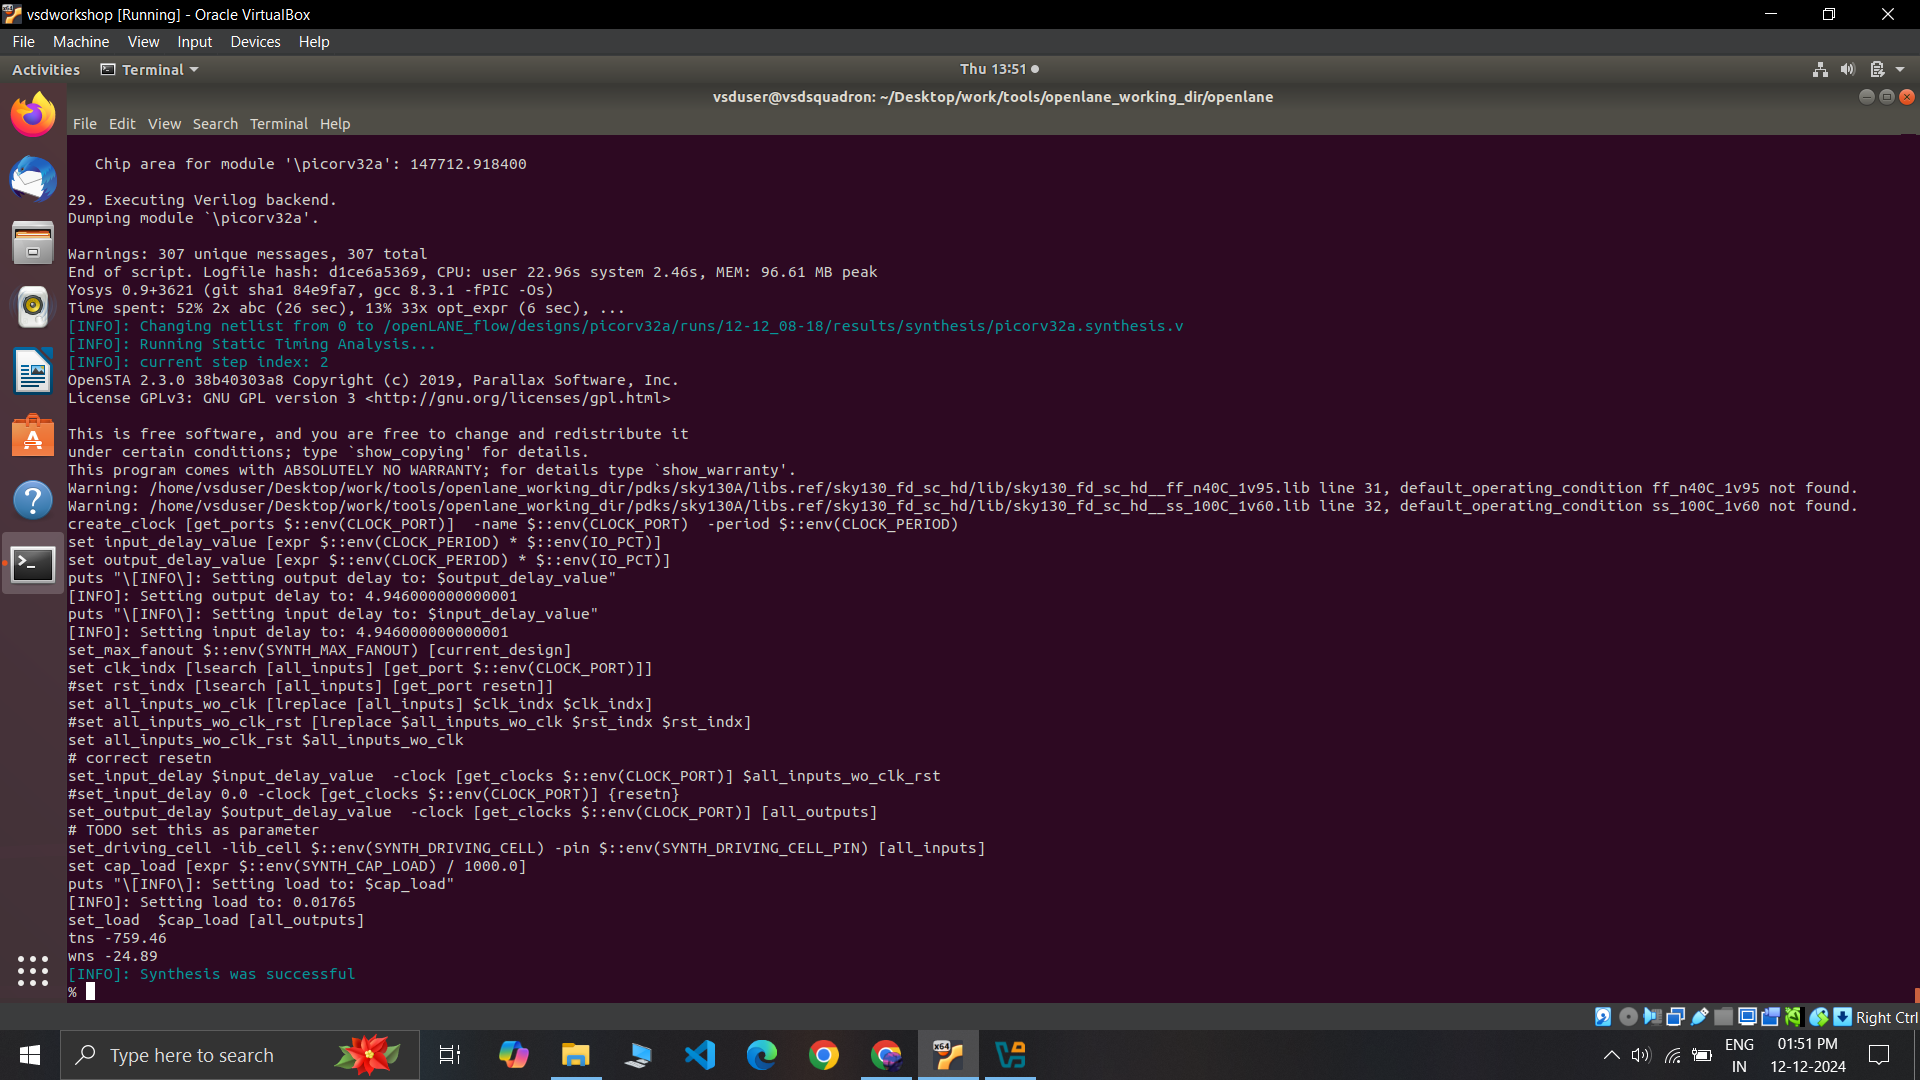 vsdworkshop [Running] - Oracle VirtualBox
File Machine View Input Devices Help
Activities Terminal Thu 13:51
vsduser@vsdsquadron: ~/Desktop/work/tools/openlane_working_dir/openlane
File Edit View Search Terminal Help
Chip area for module '\picorv32a': 147712.918400
29. Executing Verilog backend.
Dumping module `\picorv32a'.
Warnings: 307 unique messages, 307 total
End of script. Logfile hash: d1ce6a5369, CPU: user 22.96s system 2.46s, MEM: 96.61 MB peak
Yosys 0.9+3621 (git sha1 84e9fa7, gcc 8.3.1 -fPIC -Os)
Time spent: 52% 2x abc (26 sec), 13% 33x opt_expr (6 sec), ...
[INFO]: Changing netlist from 0 to /openLANE_flow/designs/picorv32a/runs/12-12_08-18/results/synthesis/picorv32a.synthesis.v
[INFO]: Running Static Timing Analysis...
[INFO]: current step index: 2
OpenSTA 2.3.0 38b40303a8 Copyright (c) 2019, Parallax Software, Inc.
License GPLv3: GNU GPL version 3 <http://gnu.org/licenses/gpl.html>
This is free software, and you are free to change and redistribute it
under certain conditions; type `show_copying' for details.
This program comes with ABSOLUTELY NO WARRANTY; for details type `show_warranty'.
Warning: /home/vsduser/Desktop/work/tools/openlane_working_dir/pdks/sky130A/libs.ref/sky130_fd_sc_hd/lib/sky130_fd_sc_hd__ff_n40C_1v95.lib line 31, default_operating_condition ff_n40C_1v95 not found.
Warning: /home/vsduser/Desktop/work/tools/openlane_working_dir/pdks/sky130A/libs.ref/sky130_fd_sc_hd/lib/sky130_fd_sc_hd__ss_100C_1v60.lib line 32, default_operating_condition ss_100C_1v60 not found.
create_clock [get_ports $::env(CLOCK_PORT)]  -name $::env(CLOCK_PORT)  -period $::env(CLOCK_PERIOD)
set input_delay_value [expr $::env(CLOCK_PERIOD) * $::env(IO_PCT)]
set output_delay_value [expr $::env(CLOCK_PERIOD) * $::env(IO_PCT)]
puts "\[INFO\]: Setting output delay to: $output_delay_value"
[INFO]: Setting output delay to: 4.946000000000001
puts "\[INFO\]: Setting input delay to: $input_delay_value"
[INFO]: Setting input delay to: 4.946000000000001
set_max_fanout $::env(SYNTH_MAX_FANOUT) [current_design]
set clk_indx [lsearch [all_inputs] [get_port $::env(CLOCK_PORT)]]
#set rst_indx [lsearch [all_inputs] [get_port resetn]]
set all_inputs_wo_clk [lreplace [all_inputs] $clk_indx $clk_indx]
#set all_inputs_wo_clk_rst [lreplace $all_inputs_wo_clk $rst_indx $rst_indx]
set all_inputs_wo_clk_rst $all_inputs_wo_clk
# correct resetn
set_input_delay $input_delay_value  -clock [get_clocks $::env(CLOCK_PORT)] $all_inputs_wo_clk_rst
#set_input_delay 0.0 -clock [get_clocks $::env(CLOCK_PORT)] {resetn}
set_output_delay $output_delay_value  -clock [get_clocks $::env(CLOCK_PORT)] [all_outputs]
# TODO set this as parameter
set_driving_cell -lib_cell $::env(SYNTH_DRIVING_CELL) -pin $::env(SYNTH_DRIVING_CELL_PIN) [all_inputs]
set cap_load [expr $::env(SYNTH_CAP_LOAD) / 1000.0]
puts "\[INFO\]: Setting load to: $cap_load"
[INFO]: Setting load to: 0.01765
set_load  $cap_load [all_outputs]
tns -759.46
wns -24.89
[INFO]: Synthesis was successful
%
Right Ctrl
Type here to search
x64
ENG
IN
01:51 PM
12-12-2024